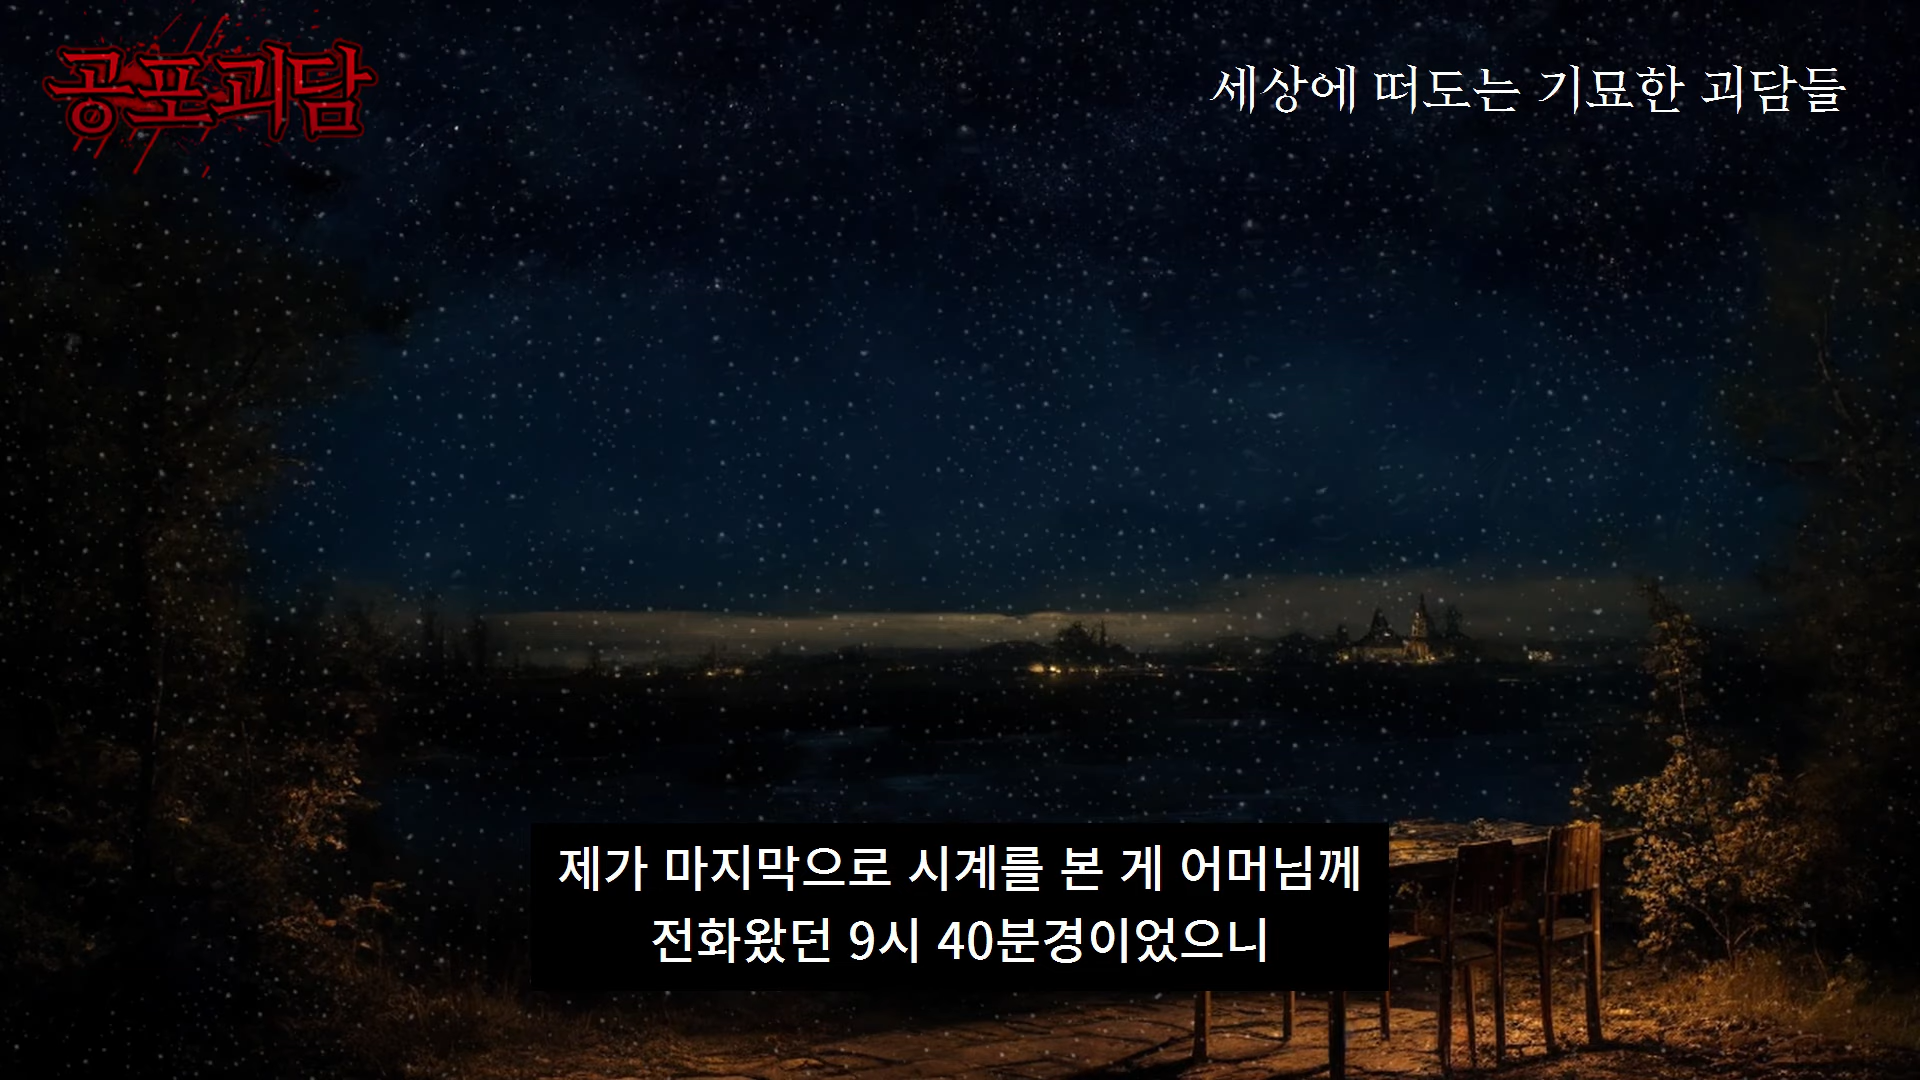 공포괴담
세상에 떠도는 기묘한 괴담들
제가 마지막으로 시계를 본 게 어머님께
전화왔던 9시 40분경이었으니